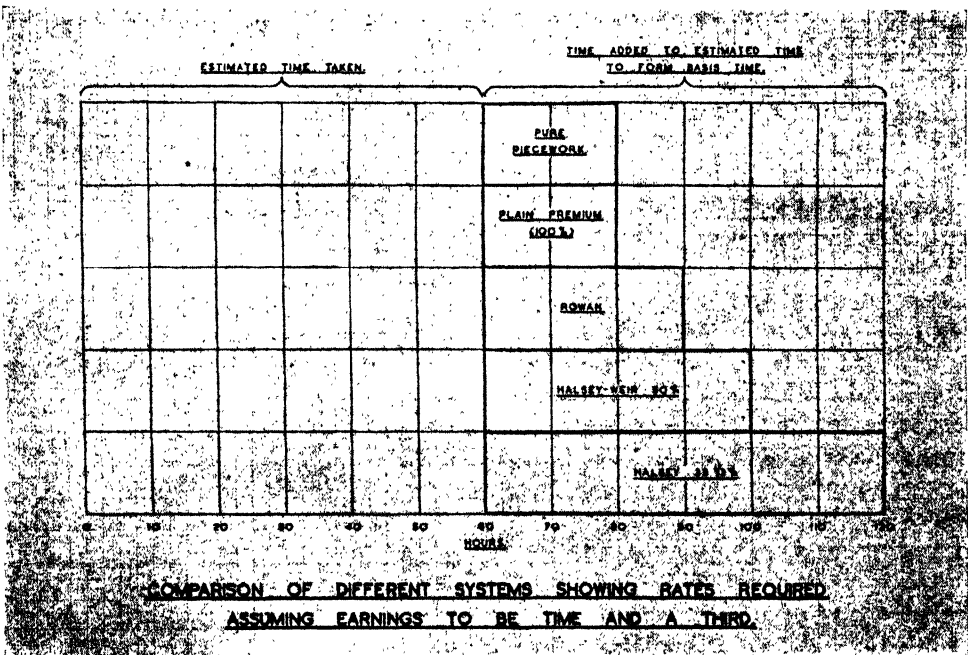 ESTIMATED TIME TAKEN.
TIME ADDED TO ESTIMATED TIME
TO FORM BASIS TIME.
PURE
PIECEWORK.
PLAIN PREMIUM
(100%)
ROWAN.
HALSEY-WEIR 50%
HALSEY 33⅓%
0 10 20 30 40 50 60 70 80 90 100 110 120
HOURS.
COMPARISON OF DIFFERENT SYSTEMS SHOWING RATES REQUIRED
ASSUMING EARNINGS TO BE TIME AND A THIRD.